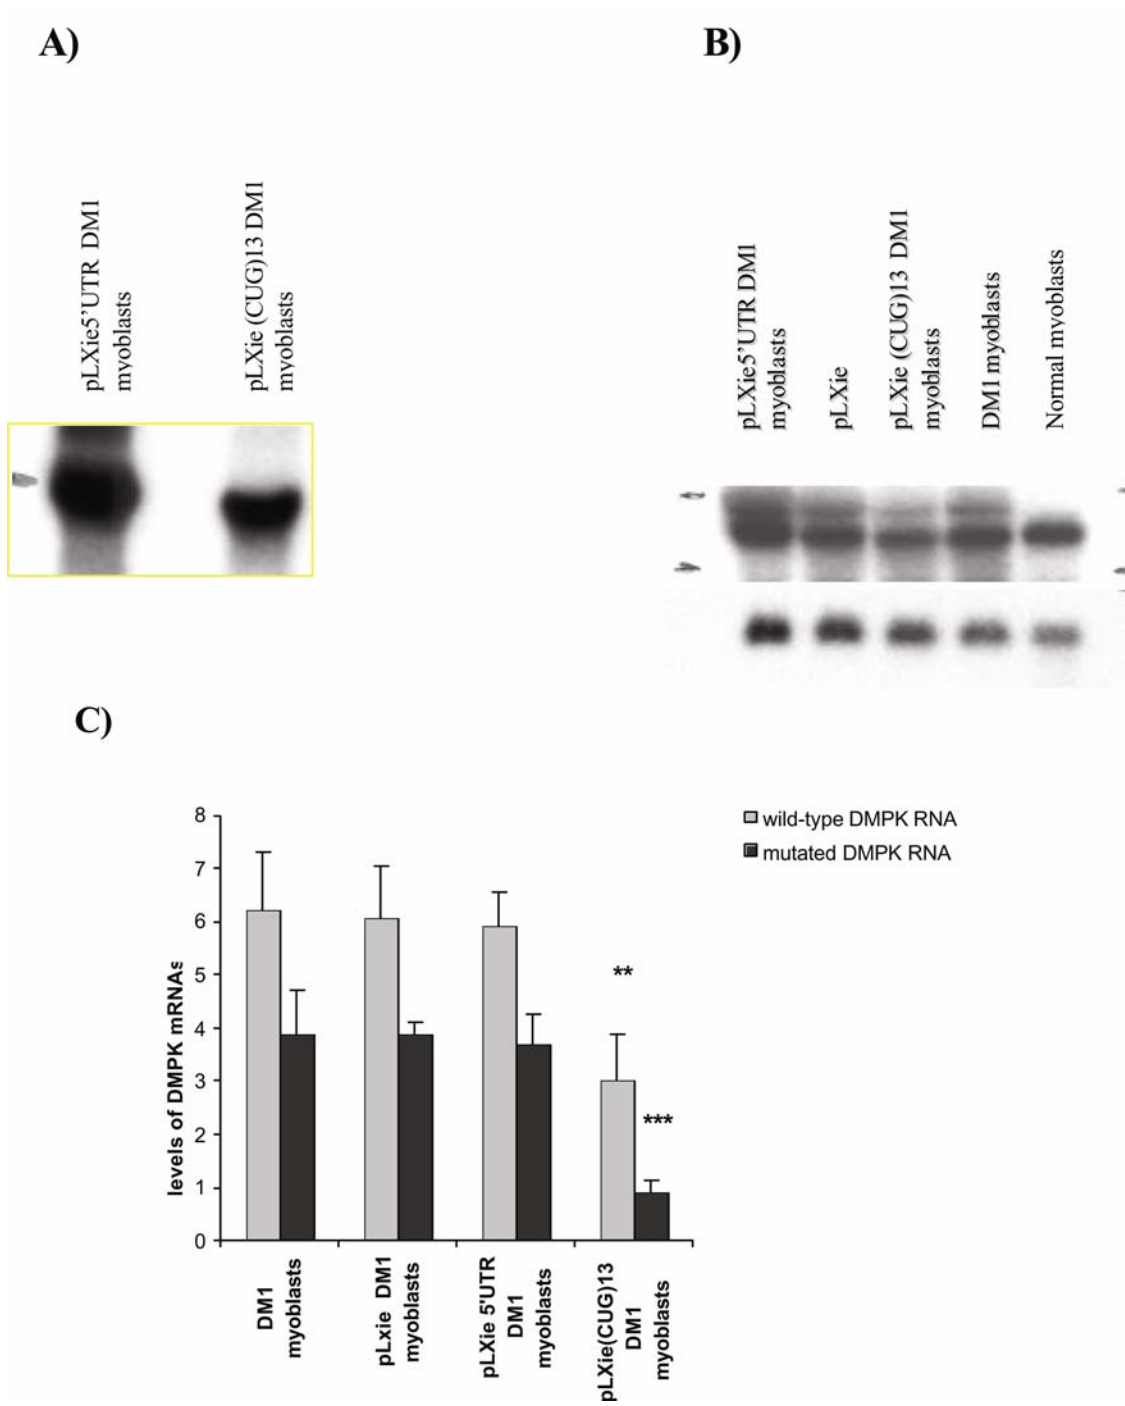 A)
B)
pLXie5'UTR DM1
myoblasts
pLXie (CUG)13 DM1
myoblasts
pLXie5'UTR DM1
myoblasts
pLXie
pLXie (CUG)13 DM1
myoblasts
DM1 myoblasts
Normal myoblasts
C)
levels of DMPK mRNAs
8
7
6
5
4
3
2
1
0
**
***
wild-type DMPK RNA
mutated DMPK RNA
DM1
myoblasts
pLxie DM1
myoblasts
pLXie 5'UTR
DM1
myoblasts
pLXie(CUG)13
DM1
myoblasts